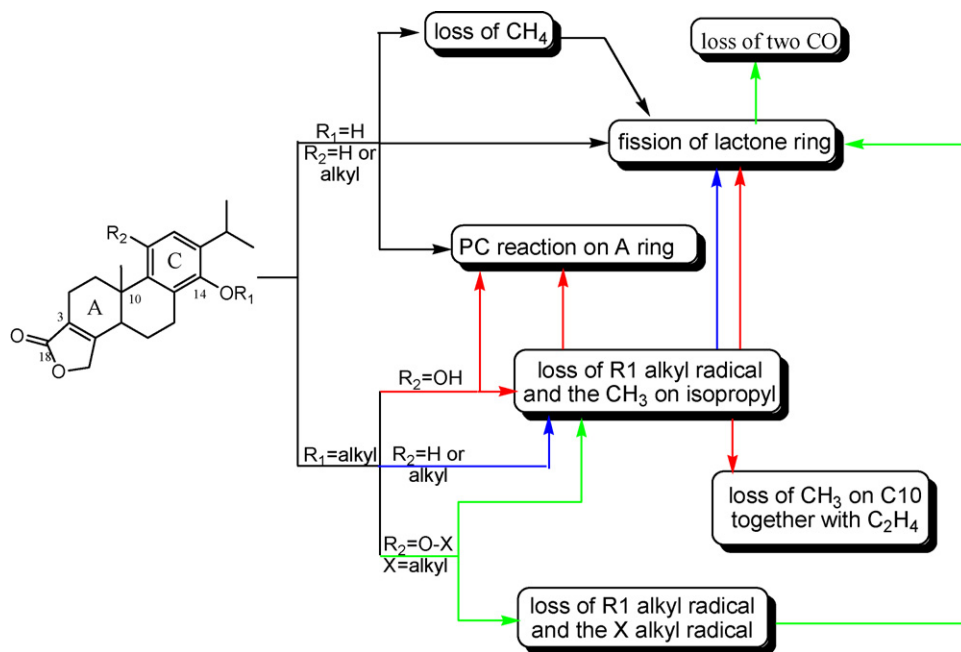 loss of CH₄
loss of two CO
R₁=H
R₂=H or
alkyl
fission of lactone ring
R₂
C
PC reaction on A ring
10
14
OR₁
A
3
O
18
O
R₂=OH
loss of R1 alkyl radical
and the CH₃ on isopropyl
R₁=alkyl
R₂=H or
alkyl
loss of CH₃ on C10
together with C₂H₄
R₂=O-X
X=alkyl
loss of R1 alkyl radical
and the X alkyl radical